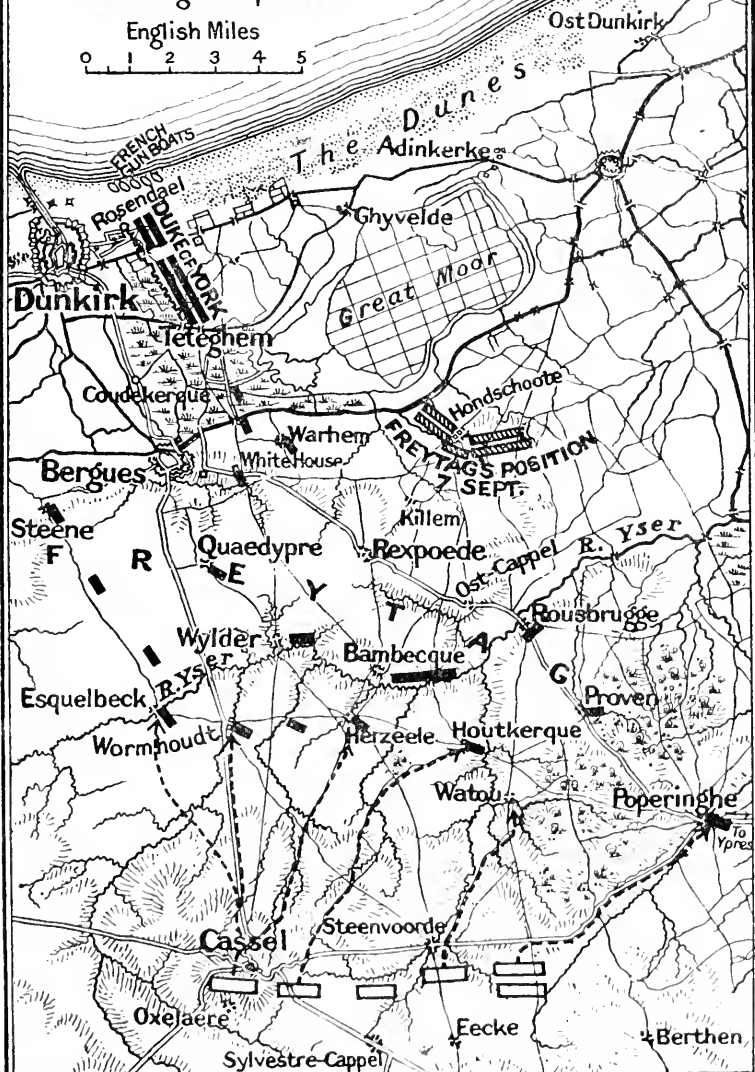 English Miles
0 1 2 3 4 5
Ost Dunkirk
The Dunes
FRENCH
GUNBOATS
Adinkerke
Rosendael
DUKE OF YORK
Ghyvelde
Great Moor
Dunkirk
Teteghem
Coudekerque
Hondschoote
Warhem
White House
FREYTAG'S POSITION
7 SEPT.
Bergues
Killem
Steene
Quaedypre
Rexpoede
Ost-Cappel
R. Yser
FREYTAG
Rousbrugge
Wylder
Bambecque
R. Yser
Esquelbeck
Proven
Wormhoudt
Herzeele
Houtkerque
Watou
Poperinghe
To
Ypres
Steenvoorde
Cassel
Oxelaere
Eecke
Berthen
Sylvestre-Cappel